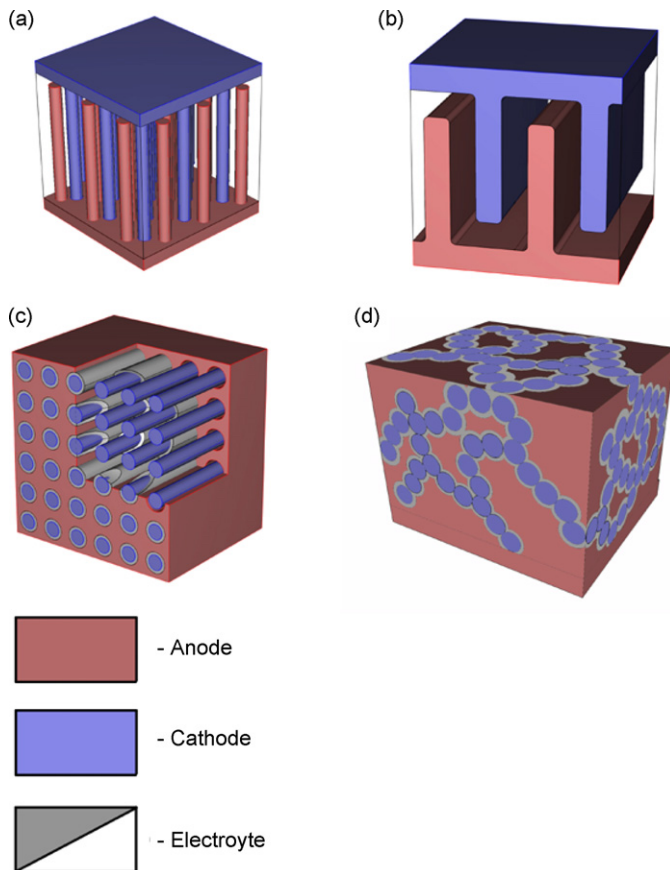 (a)
(b)
(c)
(d)
- Anode
- Cathode
- Electroyte